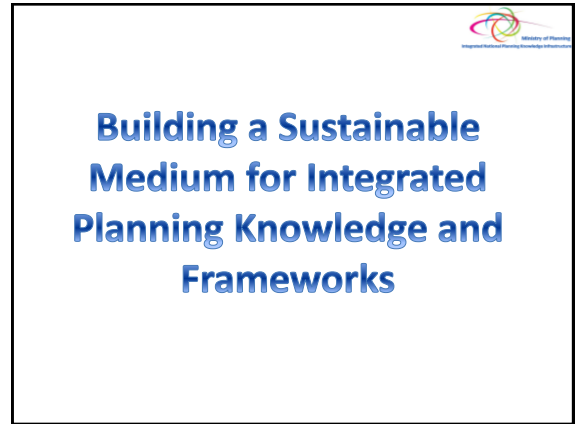 Ministry of Planning
Integrated National Planning Knowledge Infrastructure
Building a Sustainable
Medium for Integrated
Planning Knowledge and
Frameworks